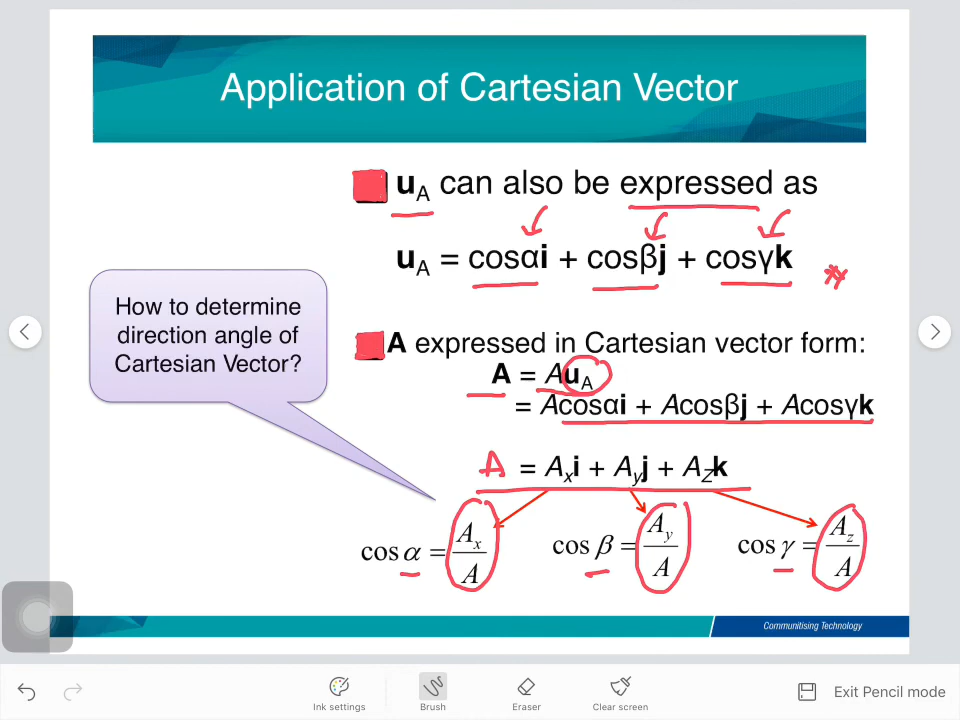 Application of Cartesian Vector
uA can also be expressed as
uA = cosαi + cosβj + cosγk
How to determine
direction angle of
Cartesian Vector?
A expressed in Cartesian vector form:
A = AuA
= Acosαi + Acosβj + Acosγk
A = Axi + Ayj + AZk
cos α = Ax/A cos β = Ay/A cos γ = Az/A
Communitising Technology
Ink settings
Brush
Eraser
Clear screen
Exit Pencil mode